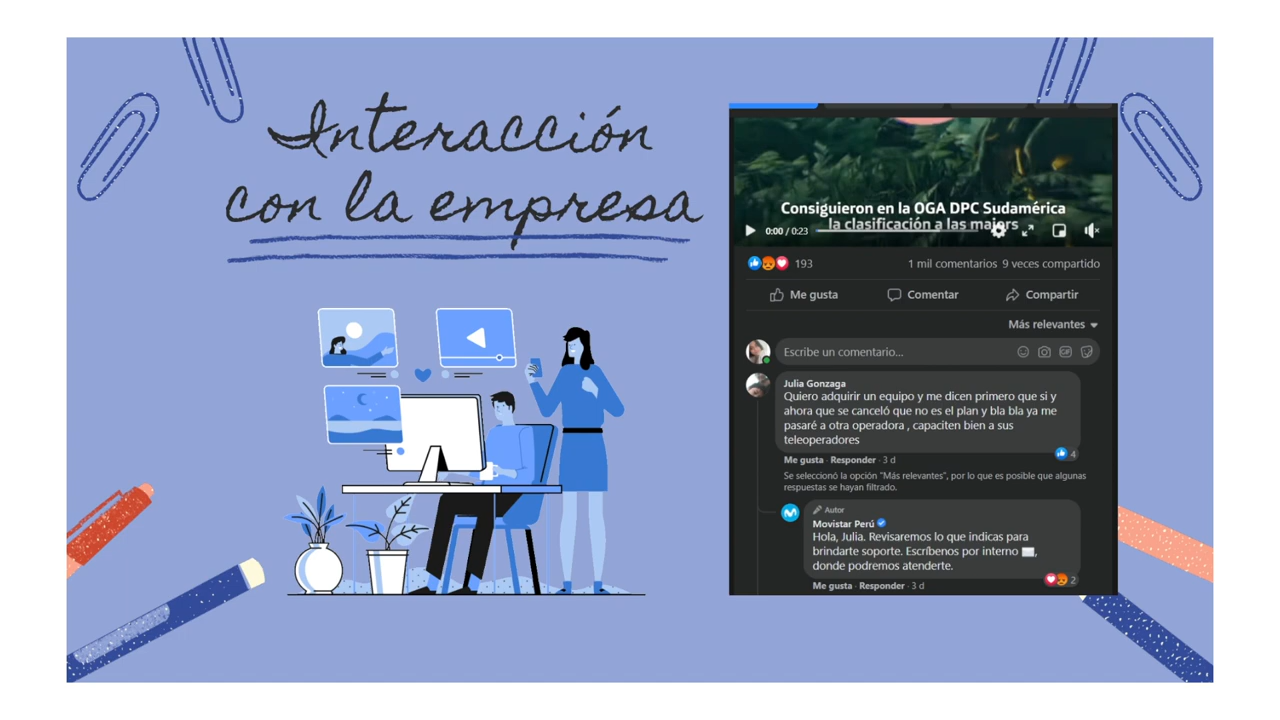 Interacción
con la empresa
Consiguieron en la OGA DPC Sudamérica
la clasificación a las majors
0:00 / 0:23
193
1 mil comentarios 9 veces compartido
Me gusta
Comentar
Compartir
Más relevantes
Escribe un comentario...
GIF
Julia Gonzaga
Quiero adquirir un equipo y me dicen primero que si y
ahora que se canceló que no es el plan y bla bla ya me
pasaré a otra operadora , capaciten bien a sus
teleoperadores
4
Me gusta · Responder · 3 d
Se seleccionó la opción "Más relevantes", por lo que es posible que algunas
respuestas se hayan filtrado.
Autor
Movistar Perú
Hola, Julia. Revisaremos lo que indicas para
brindarte soporte. Escríbenos por interno ✉,
donde podremos atenderte.
2
Me gusta · Responder · 3 d